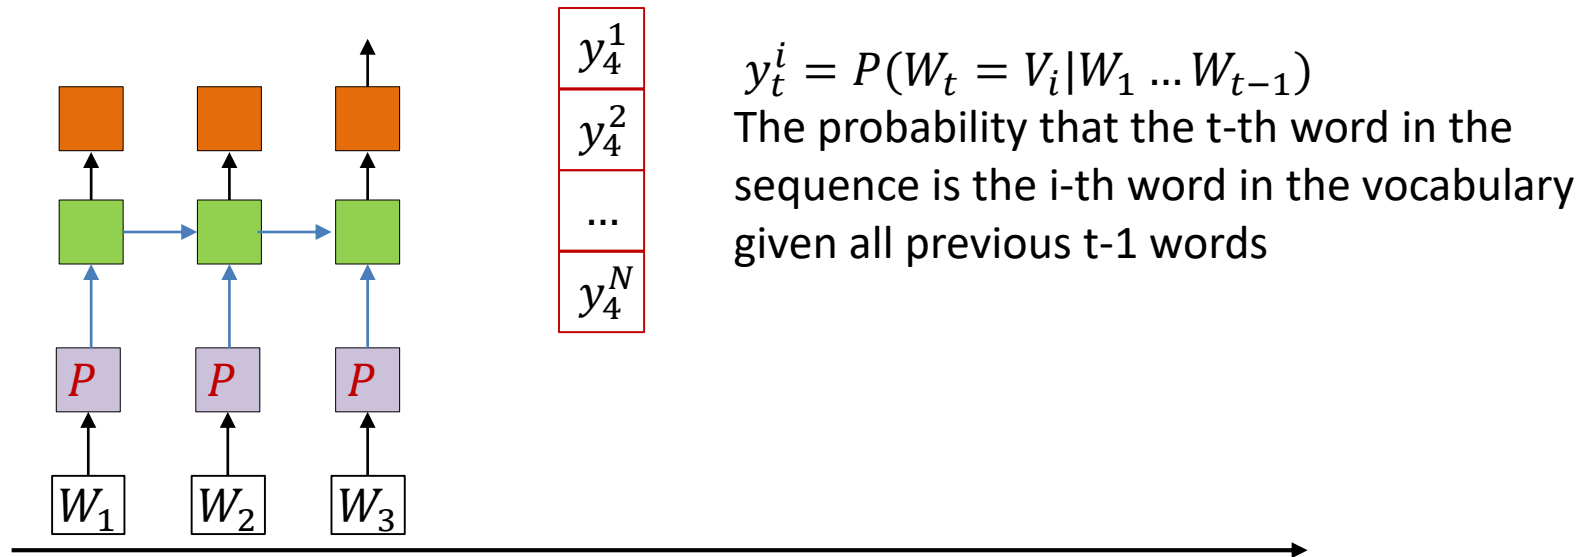 y_4^1
y_4^2
...
y_4^N
y_t^i = P(W_t = V_i|W_1 … W_{t−1})
The probability that the t-th word in the
sequence is the i-th word in the vocabulary
given all previous t-1 words
P P P
W_1 W_2 W_3